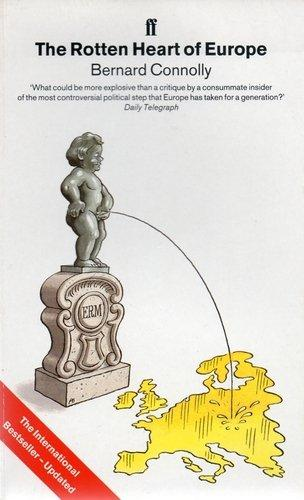 ff
The Rotten Heart of Europe
Bernard Connolly
‘What could be more explosive than a critique by a consummate insider
of the most controversial political step that Europe has taken for a generation?’
Daily Telegraph
ERM
The International
Bestseller – Updated